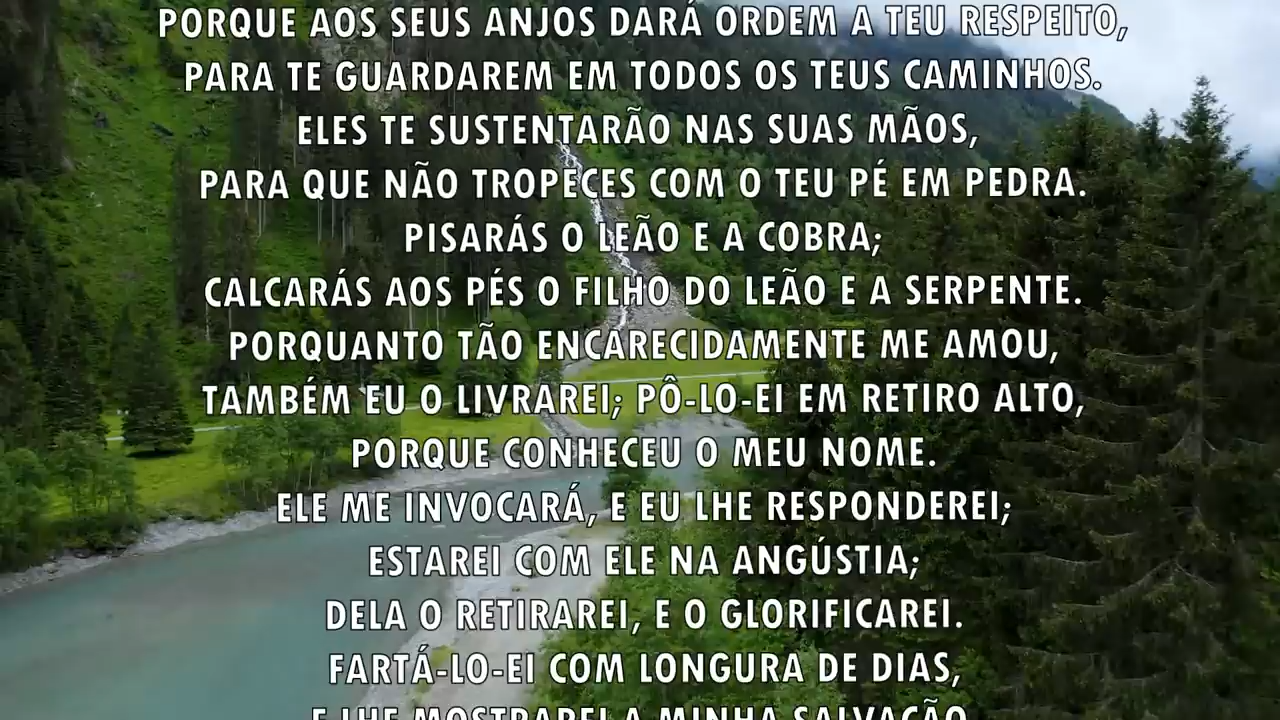 PORQUE AOS SEUS ANJOS DARÁ ORDEM A TEU RESPEITO,
PARA TE GUARDAREM EM TODOS OS TEUS CAMINHOS.
ELES TE SUSTENTARÃO NAS SUAS MÃOS,
PARA QUE NÃO TROPECES COM O TEU PÉ EM PEDRA.
PISARÁS O LEÃO E A COBRA;
CALCARÁS AOS PÉS O FILHO DO LEÃO E A SERPENTE.
PORQUANTO TÃO ENCARECIDAMENTE ME AMOU,
TAMBÉM EU O LIVRAREI; PÔ-LO-EI EM RETIRO ALTO,
PORQUE CONHECEU O MEU NOME.
ELE ME INVOCARÁ, E EU LHE RESPONDEREI;
ESTAREI COM ELE NA ANGÚSTIA;
DELA O RETIRAREI, E O GLORIFICAREI.
FARTÁ-LO-EI COM LONGURA DE DIAS,
E LHE MOSTRAREI A MINHA SALVAÇÃO